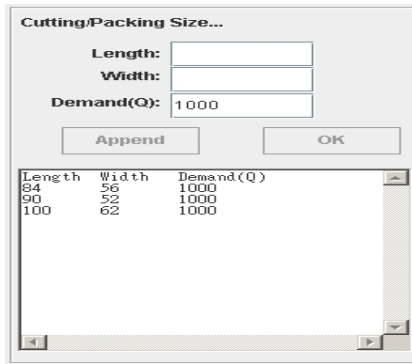 Cutting/Packing Size...
Length:
Width:
Demand(Q): 1000
Append OK
Length Width Demand(Q)
84 56 1000
90 52 1000
100 62 1000